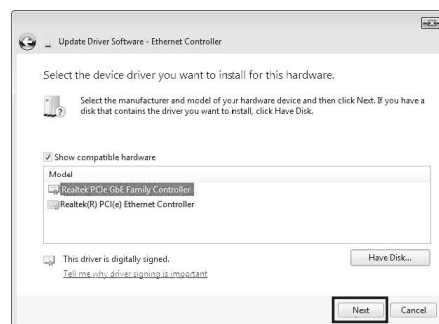 Update Driver Software - Ethernet Controller
Select the device driver you want to install for this hardware.
Select the manufacturer and model of your hardware device and then click Next. If you have a
disk that contains the driver you want to install, click Have Disk.
Show compatible hardware
Model
Realtek PCIe GbE Family Controller
Realtek(R) PCI(e) Ethernet Controller
This driver is digitally signed.
Have Disk...
Tell me why driver signing is important
Next Cancel